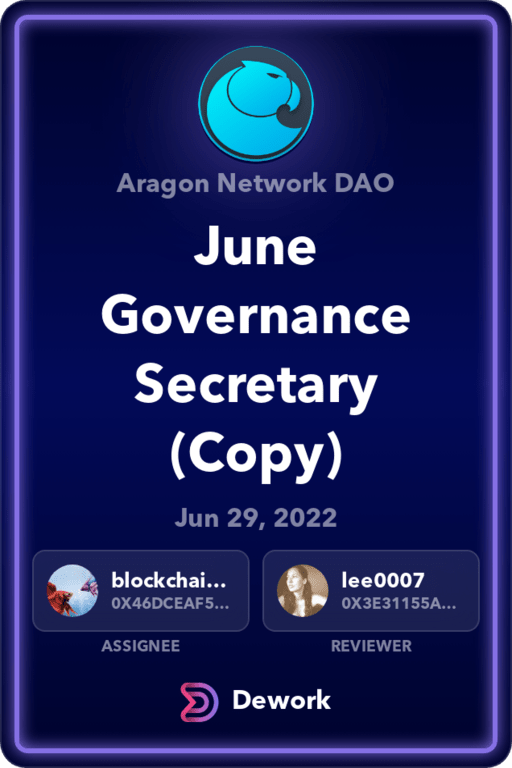 Aragon Network DAO
June
Governance
Secretary
(Copy)
Jun 29, 2022
blockchai...
0X46DCEAF5...
ASSIGNEE
lee0007
0X3E31155A...
REVIEWER
Dework